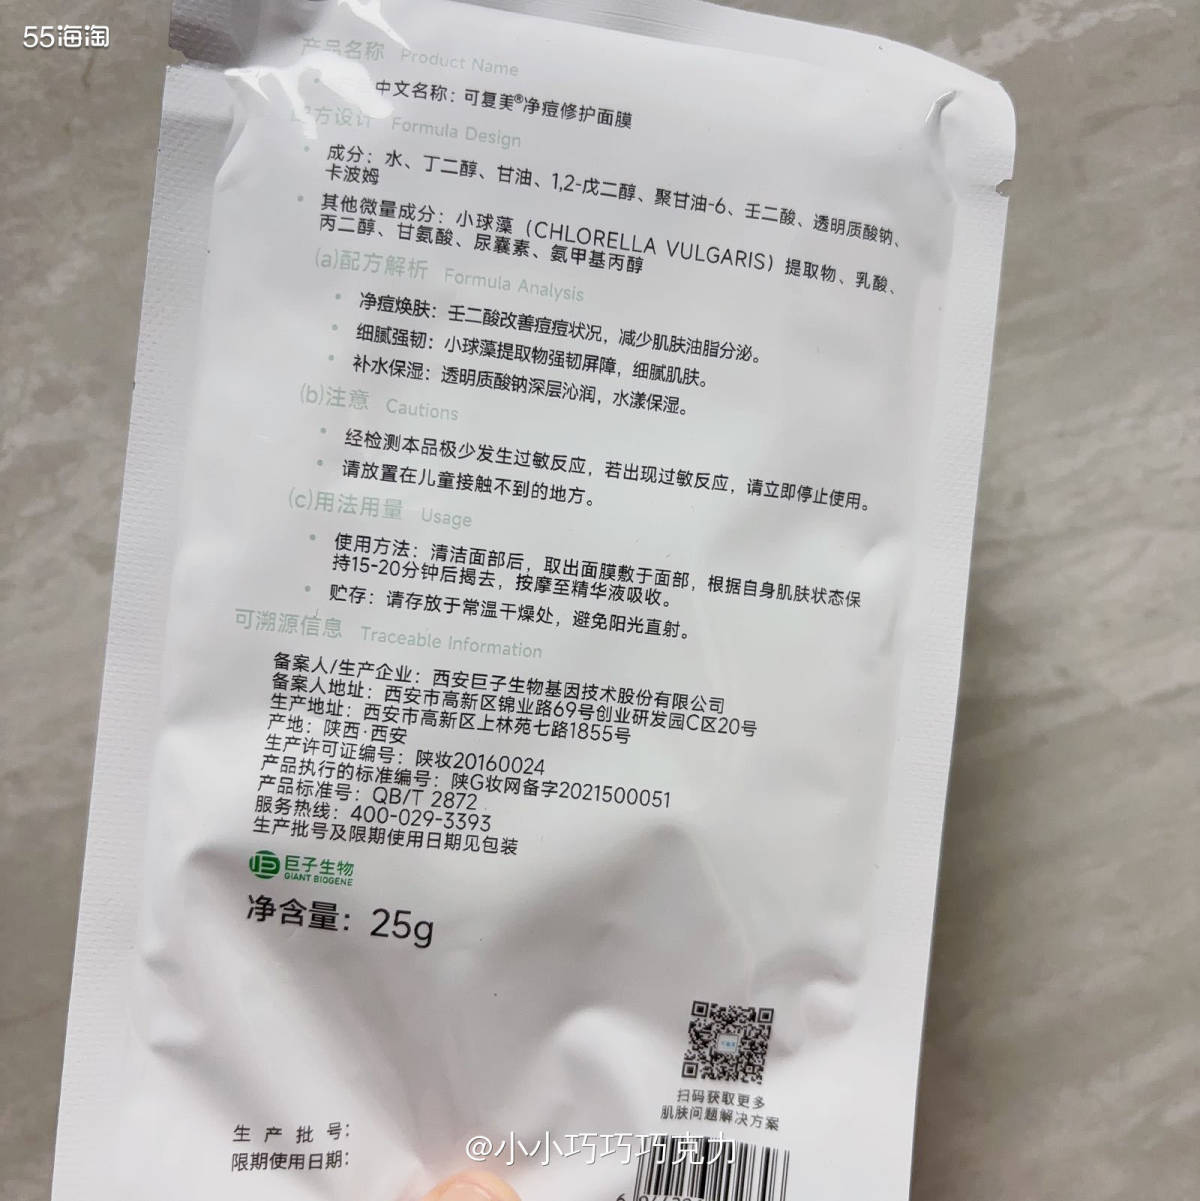 55海淘
产品名称 Product Name
中文名称：可复美®净痘修护面膜
配方设计 Formula Design
成分：水、丁二醇、甘油、1,2-戊二醇、聚甘油-6、壬二酸、透明质酸钠、
卡波姆
其他微量成分：小球藻（CHLORELLA VULGARIS）提取物、乳酸、
丙二醇、甘氨酸、尿囊素、氨甲基丙醇
(a)配方解析 Formula Analysis
净痘焕肤：壬二酸改善痘痘状况，减少肌肤油脂分泌。
细腻强韧：小球藻提取物强韧屏障，细腻肌肤。
补水保湿：透明质酸钠深层沁润，水漾保湿。
(b)注意 Cautions
经检测本品极少发生过敏反应，若出现过敏反应，请立即停止使用。
请放置在儿童接触不到的地方。
(c)用法用量 Usage
使用方法：清洁面部后，取出面膜敷于面部，根据自身肌肤状态保
持15-20分钟后揭去，按摩至精华液吸收。
贮存：请存放于常温干燥处，避免阳光直射。
可溯源信息 Traceable Information
备案人/生产企业：西安巨子生物基因技术股份有限公司
备案人地址：西安市高新区锦业路69号创业研发园C区20号
生产地址：西安市高新区上林苑七路1855号
产地：陕西·西安
生产许可证编号：陕妆20160024
产品执行的标准编号：陕G妆网备字2021500051
产品标准号：QB/T 2872
服务热线：400-029-3393
生产批号及限期使用日期见包装
巨子生物
GIANT BIOGENE
净含量：25g
扫码获取更多
肌肤问题解决方案
生产批号：
限期使用日期：
@小小巧巧巧克力